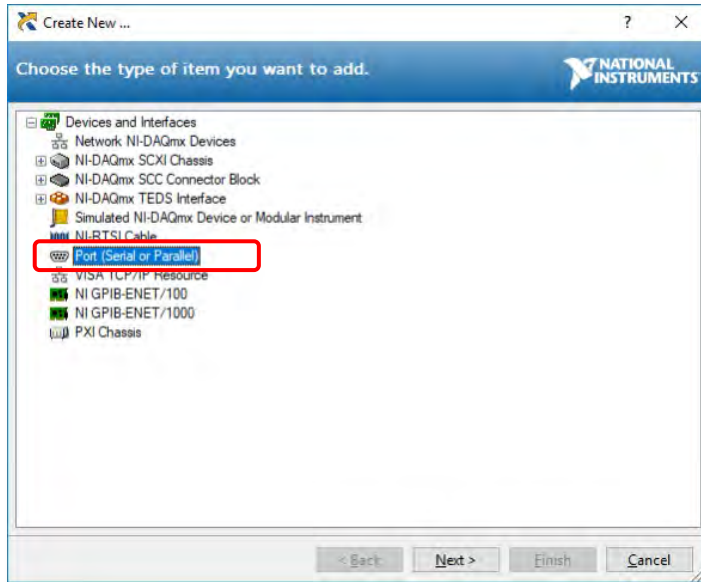 Create New ...
?
Choose the type of item you want to add.
NATIONAL
INSTRUMENTS
Devices and Interfaces
Network NI-DAQmx Devices
NI-DAQmx SCXI Chassis
NI-DAQmx SCC Connector Block
NI-DAQmx TEDS Interface
Simulated NI-DAQmx Device or Modular Instrument
NI-RTSI Cable
Port (Serial or Parallel)
VISA TCP/IP Resource
NI GPIB-ENET/100
NI GPIB-ENET/1000
PXI Chassis
< Back
Next >
Finish
Cancel